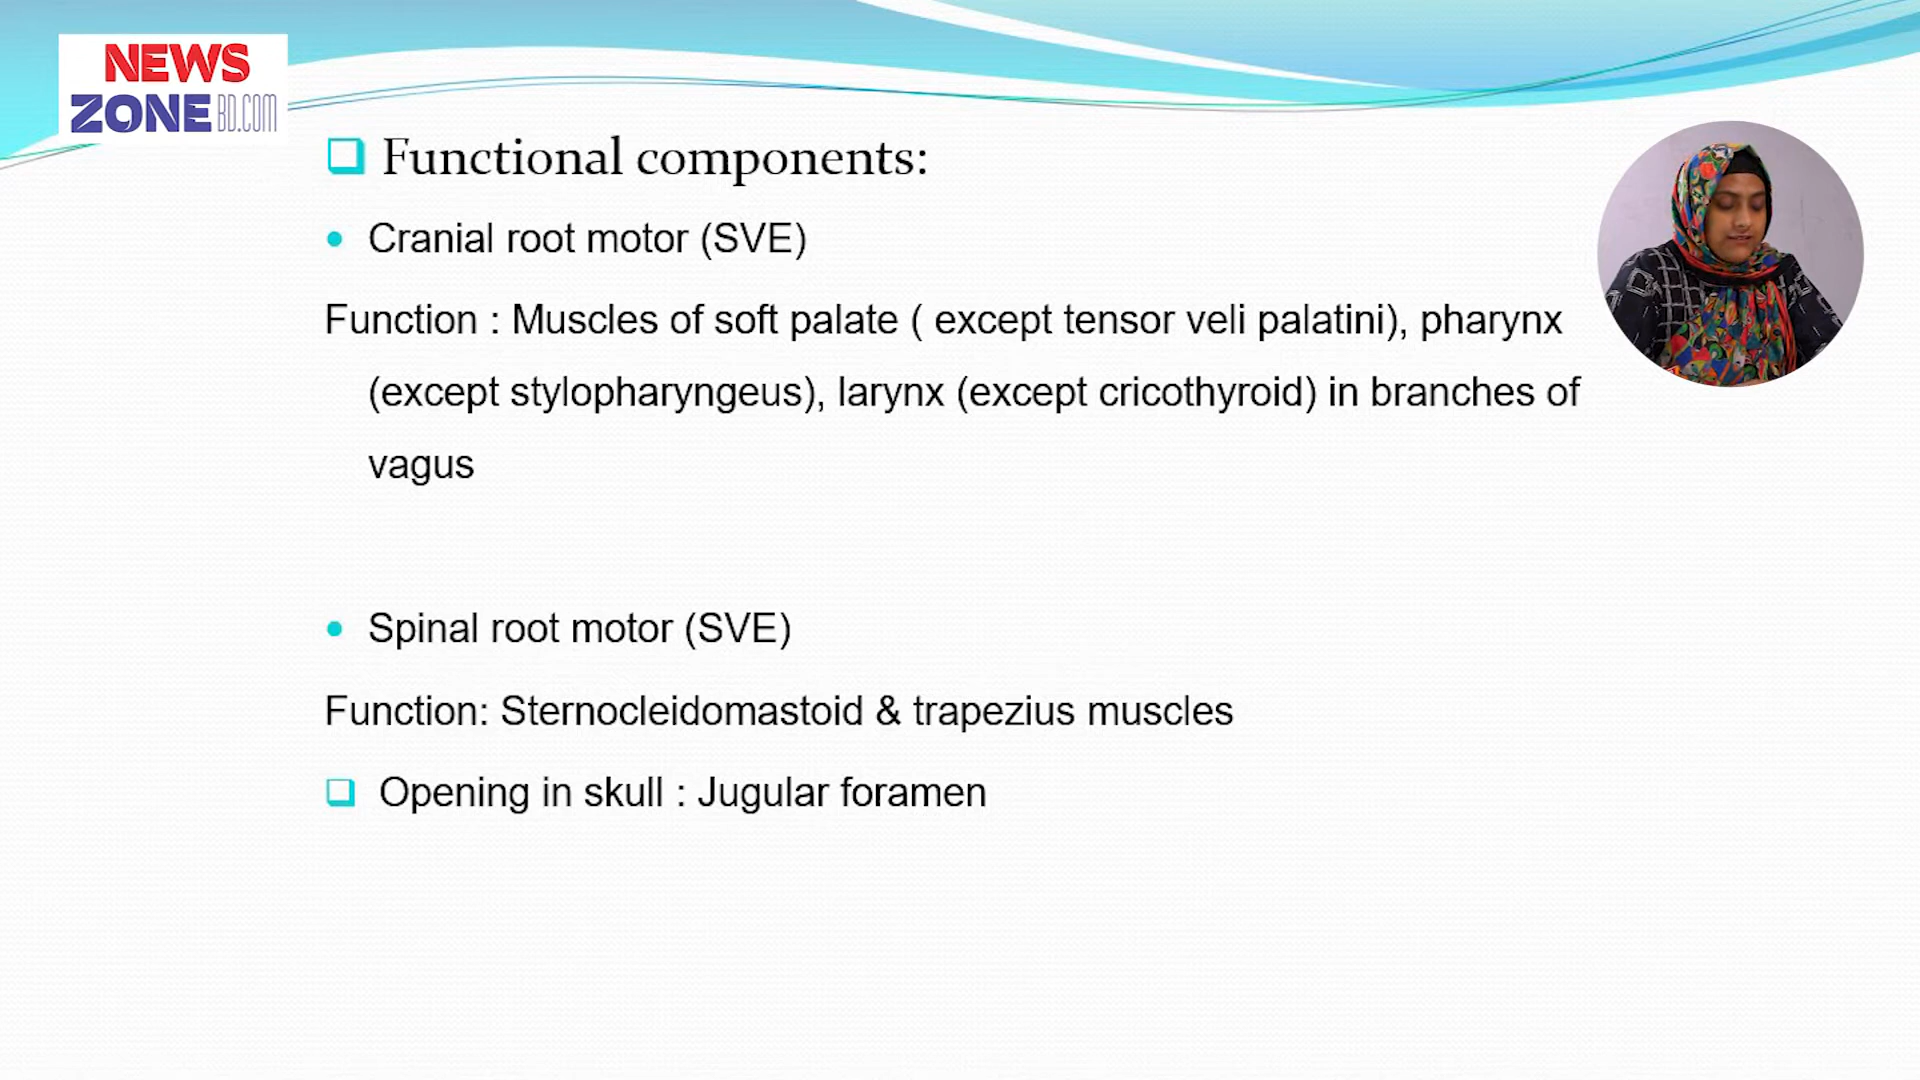 NEWS
ZONE BD.COM
Functional components:
Cranial root motor (SVE)
Function : Muscles of soft palate ( except tensor veli palatini), pharynx
(except stylopharyngeus), larynx (except cricothyroid) in branches of
vagus
Spinal root motor (SVE)
Function: Sternocleidomastoid & trapezius muscles
Opening in skull : Jugular foramen